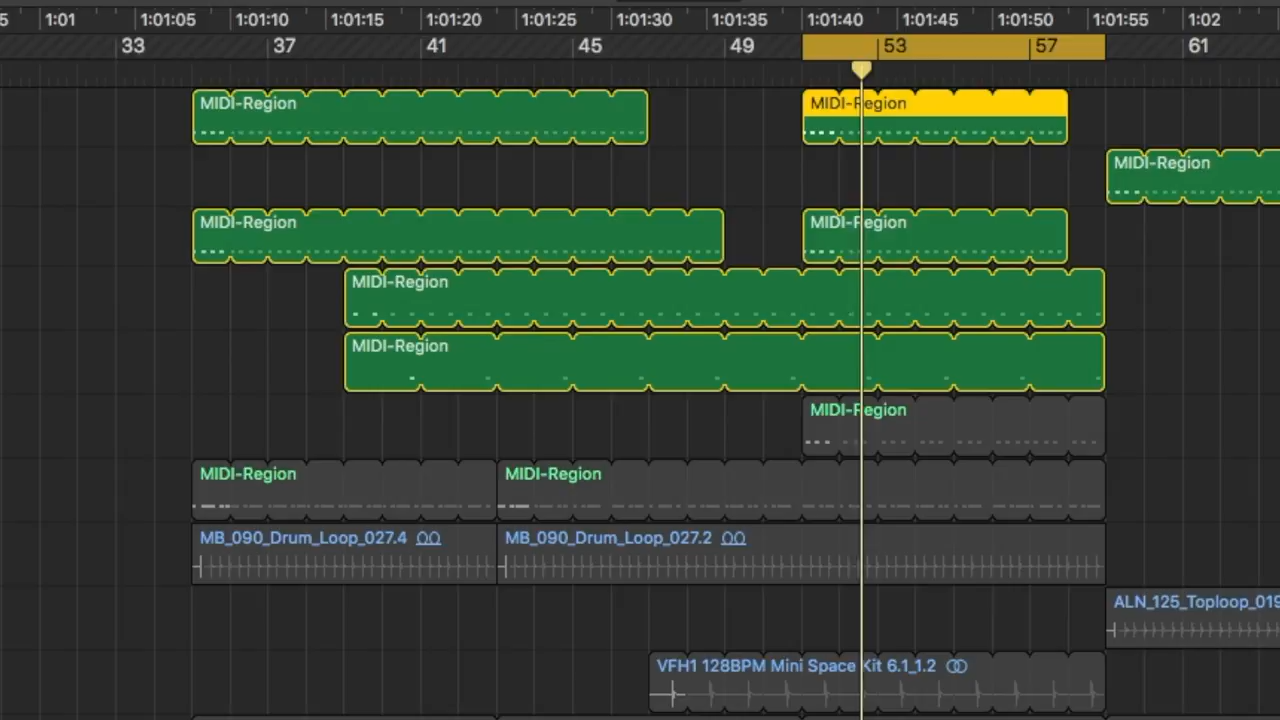 5 1:01 1:01:05 1:01:10 1:01:15 1:01:20 1:01:25 1:01:30 1:01:35 1:01:40 1:01:45 1:01:50 1:01:55 1:02
33 37 41 45 49 53 57 61
MIDI-Region MIDI-Region
MIDI-Region
MIDI-Region MIDI-Region
MIDI-Region
MIDI-Region
MIDI-Region
MIDI-Region MIDI-Region
MB_090_Drum_Loop_027.4 MB_090_Drum_Loop_027.2
ALN_125_Toploop_019
VFH1 128BPM Mini Space Kit 6.1_1.2